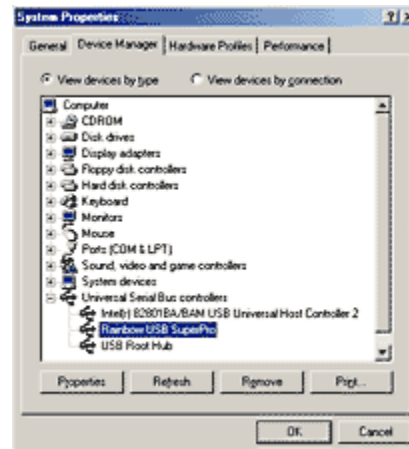 System Properties
General Device Manager Hardware Profiles Performance
View devices by type View devices by connection
Computer
CDROM
Disk drives
Display adapters
Floppy disk controllers
Hard disk controllers
Keyboard
Monitors
Mouse
Ports (COM & LPT)
Sound, video and game controllers
System devices
Universal Serial Bus controllers
Intel(r) 82801BA/BAM USB Universal Host Controller 2
Rainbow USB SuperPro
USB Root Hub
Properties Refresh Remove Print...
OK Cancel